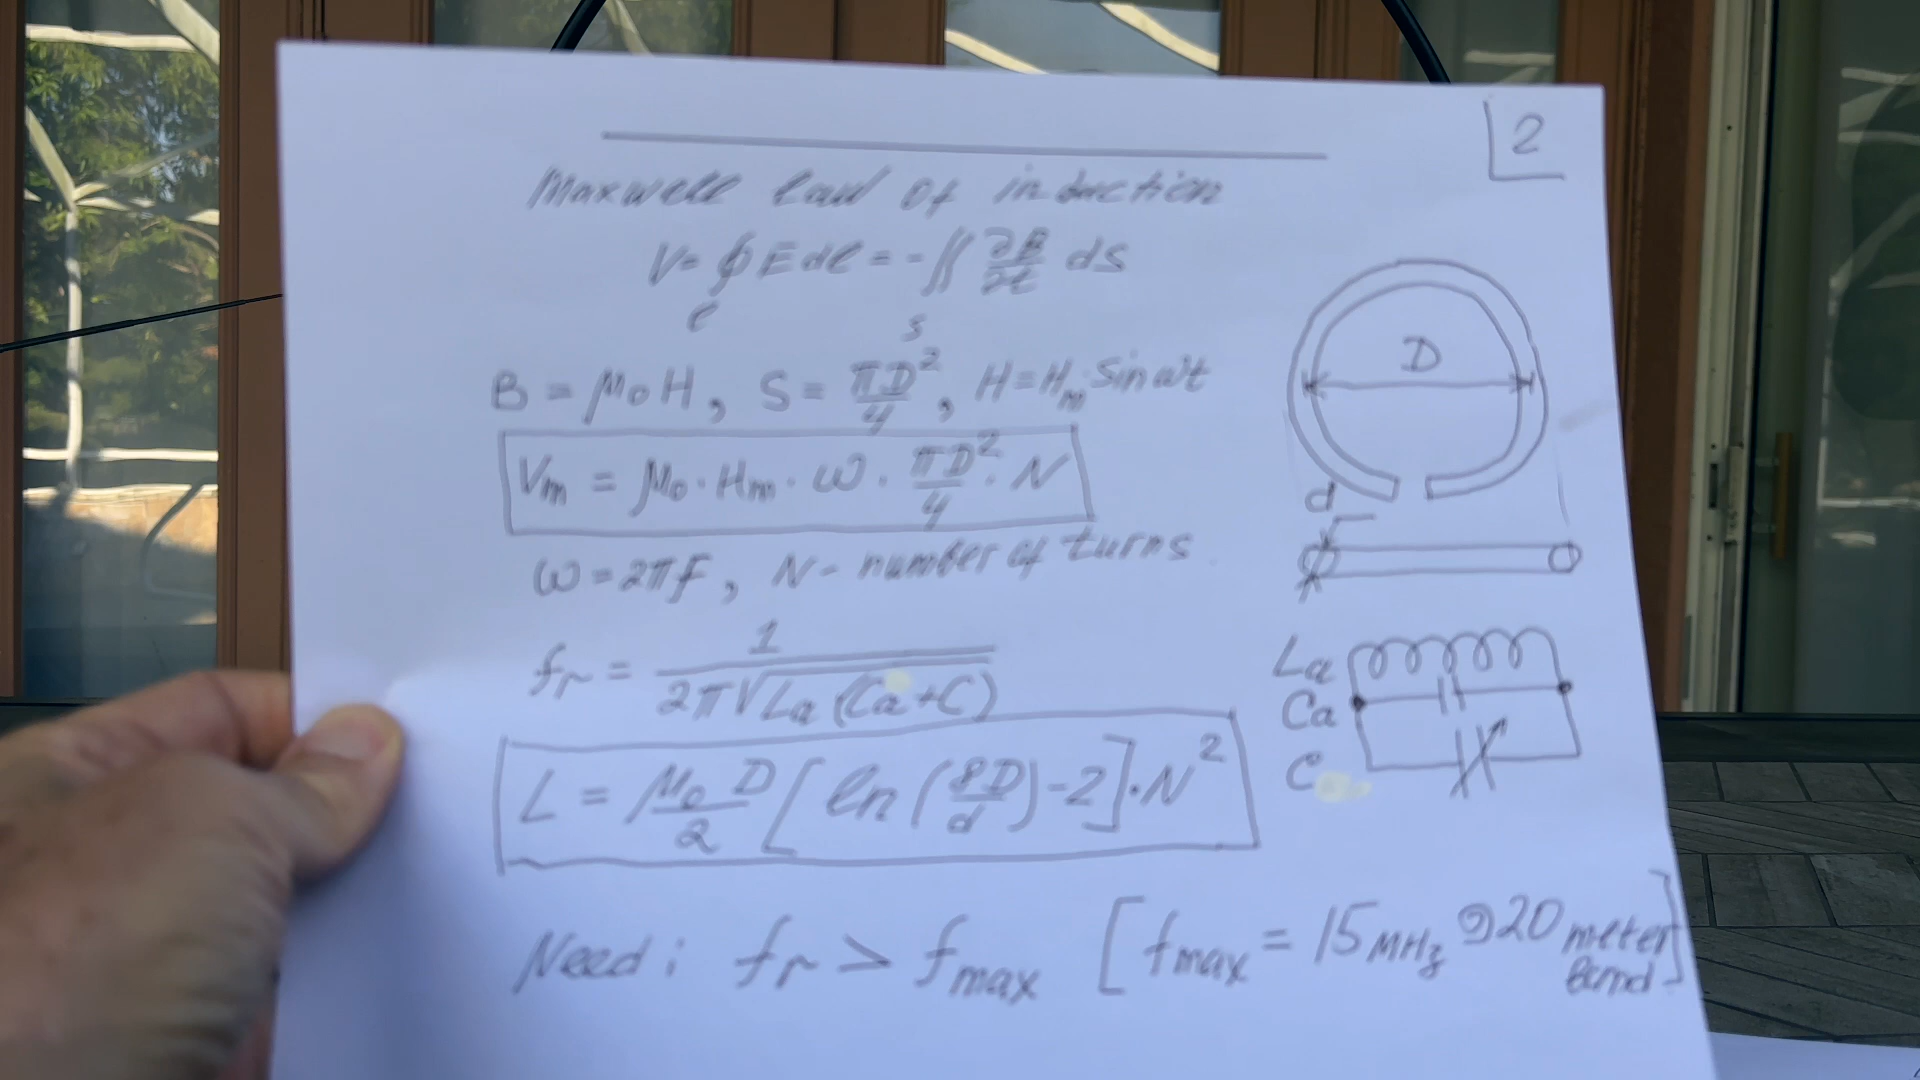 2
Maxwell law of induction
V = ∮ E dl = - ∬ ∂B/∂t ds
l s
B = μ₀H, S = πD²/4, H = Hₘ Sin ωt
Vₘ = μ₀ · Hₘ · ω · πD²/4 · N
ω = 2πf, N - number of turns
fᵣ = 1 / 2π√La (Ca + C)
L = μ₀D/2 [ln (8D/d) - 2] · N²
Need: fᵣ > fmax [fmax = 15 MHz 20 meter Band]
D
d
La
Ca
C